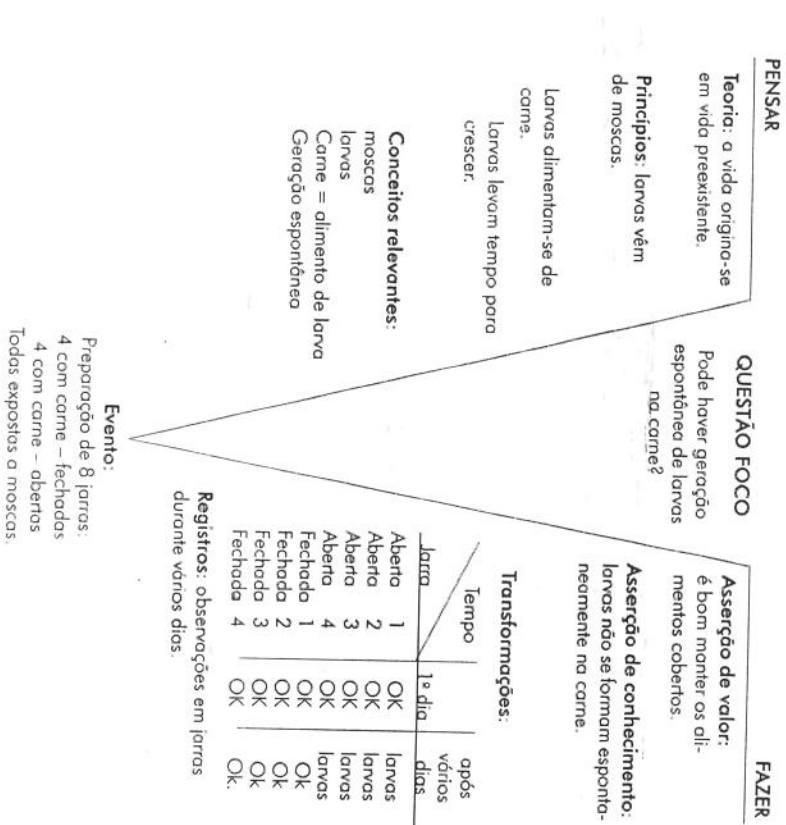 PENSAR
Teoria: a vida origina-se
em vida preexistente.
Princípios: larvas vêm
de moscas.
Larvas alimentam-se de
carne.
Larvas levam tempo para
crescer.
Conceitos relevantes:
moscas
larvas
Carne = alimento de larva
Geração espontânea
QUESTÃO FOCO
Pode haver geração
espontânea de larvas
na carne?
Evento:
Preparação de 8 jarras:
4 com carne – fechadas
4 com carne – abertas
Todas expostas a moscas.
FAZER
Asserção de valor:
é bom manter os ali-
mentos cobertos.
Asserção de conhecimento:
larvas não se formam esponta-
neamente na carne.
Transformações:
Tempo
após
vários
Jarra 1º dia dias
Aberta 1 OK larvas
Aberta 2 OK larvas
Aberta 3 OK larvas
Aberta 4 OK larvas
Fechada 1 OK Ok
Fechada 2 OK Ok
Fechada 3 OK Ok
Fechada 4 OK Ok.
Registros: observações em jarras
durante vários dias.